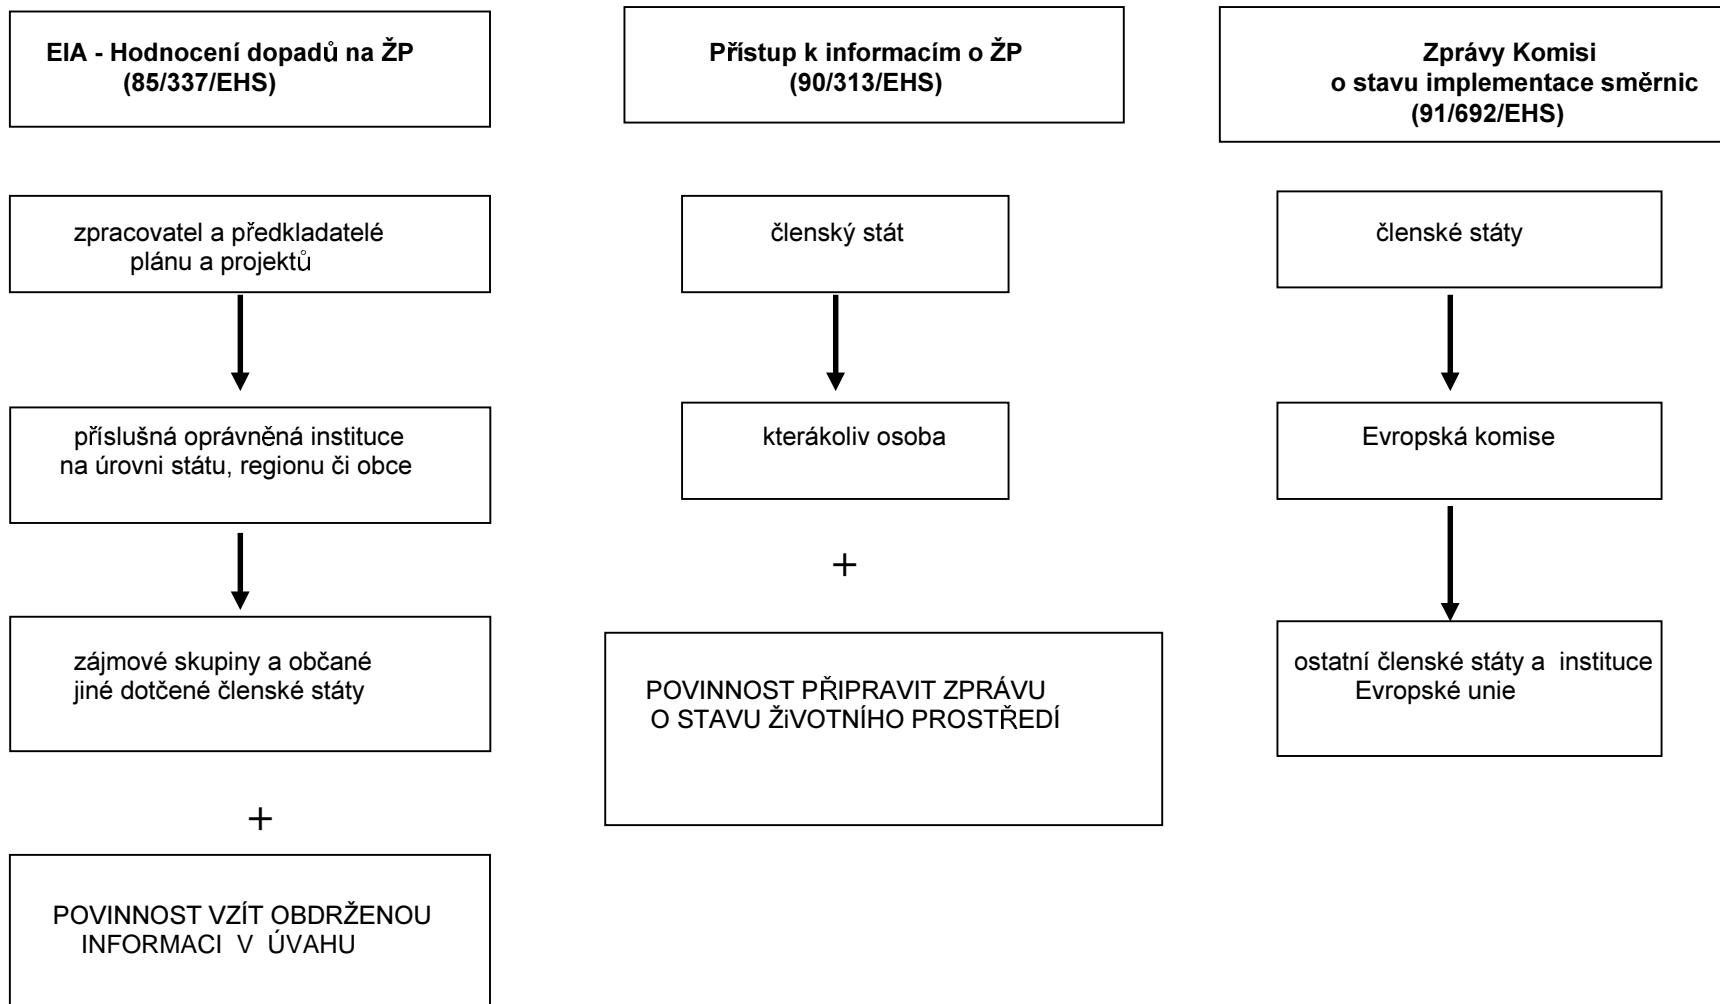 EIA - Hodnocení dopadů na ŽP
(85/337/EHS)
zpracovatel a předkladatelé
plánu a projektů
příslušná oprávněná instituce
na úrovni státu, regionu či obce
zájmové skupiny a občané
jiné dotčené členské státy
+
POVINNOST VZÍT OBDRŽENOU
INFORMACI V ÚVAHU
Přístup k informacím o ŽP
(90/313/EHS)
členský stát
kterákoliv osoba
+
POVINNOST PŘIPRAVIT ZPRÁVU
O STAVU ŽiVOTNÍHO PROSTŘEDÍ
Zprávy Komisi
o stavu implementace směrnic
(91/692/EHS)
členské státy
Evropská komise
ostatní členské státy a instituce
Evropské unie